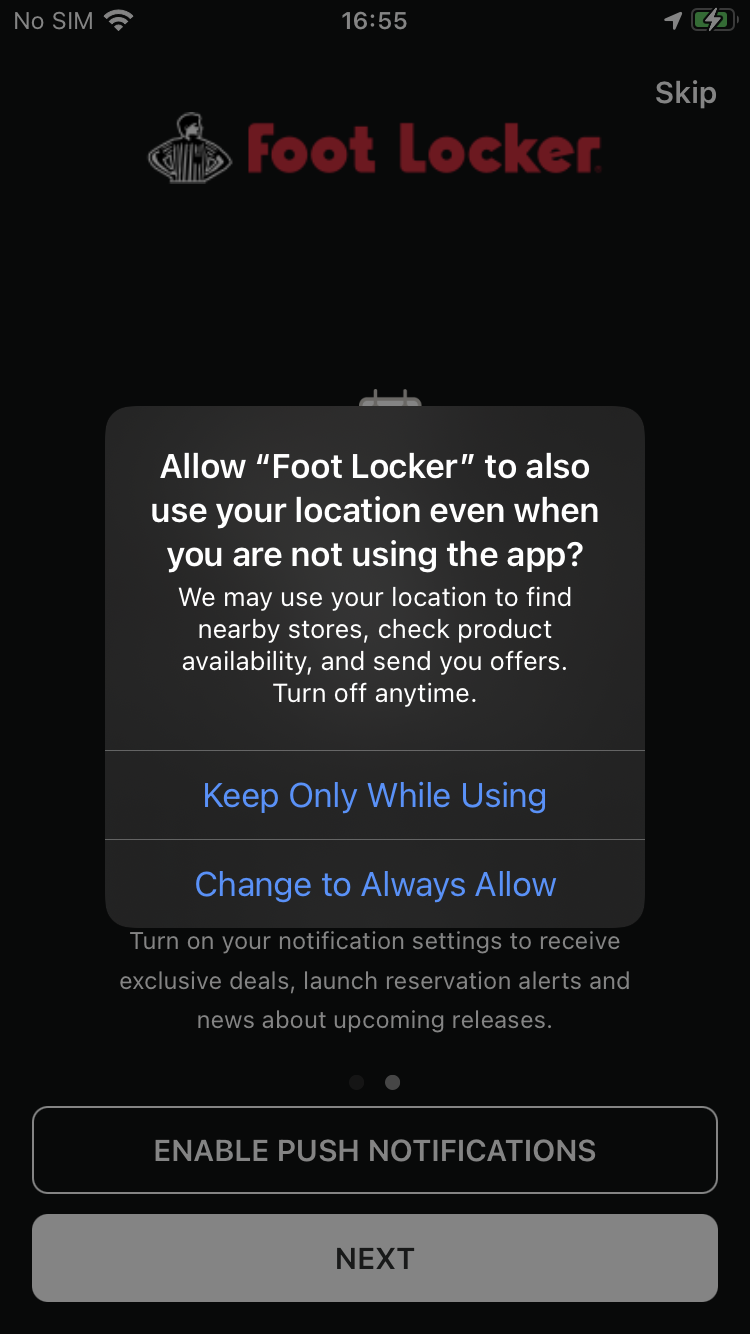 No SIM 16:55
Skip
Foot Locker
Allow “Foot Locker” to also
use your location even when
you are not using the app?
We may use your location to find
nearby stores, check product
availability, and send you offers.
Turn off anytime.
Keep Only While Using
Change to Always Allow
Turn on your notification settings to receive
exclusive deals, launch reservation alerts and
news about upcoming releases.
ENABLE PUSH NOTIFICATIONS
NEXT